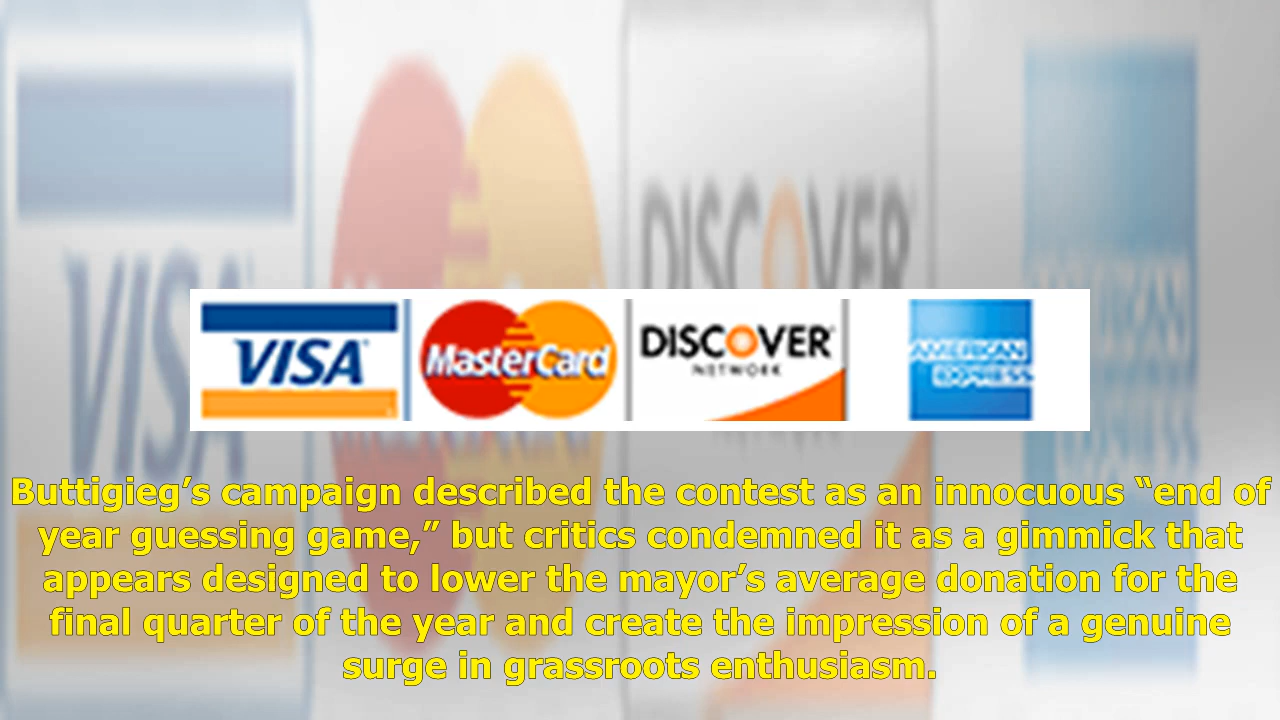 VISA
DISCOVER
VISA
MasterCard
DISCOVER
NETWORK
AMERICAN
EXPRESS
Buttigieg’s campaign described the contest as an innocuous “end of
year guessing game,” but critics condemned it as a gimmick that
appears designed to lower the mayor’s average donation for the
final quarter of the year and create the impression of a genuine
surge in grassroots enthusiasm.